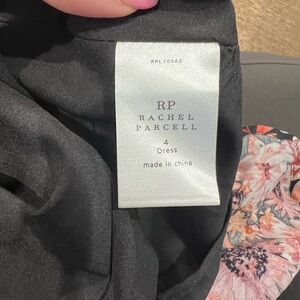 RPL10562
RP
RACHEL
PARCELL
4
Dress
made in china